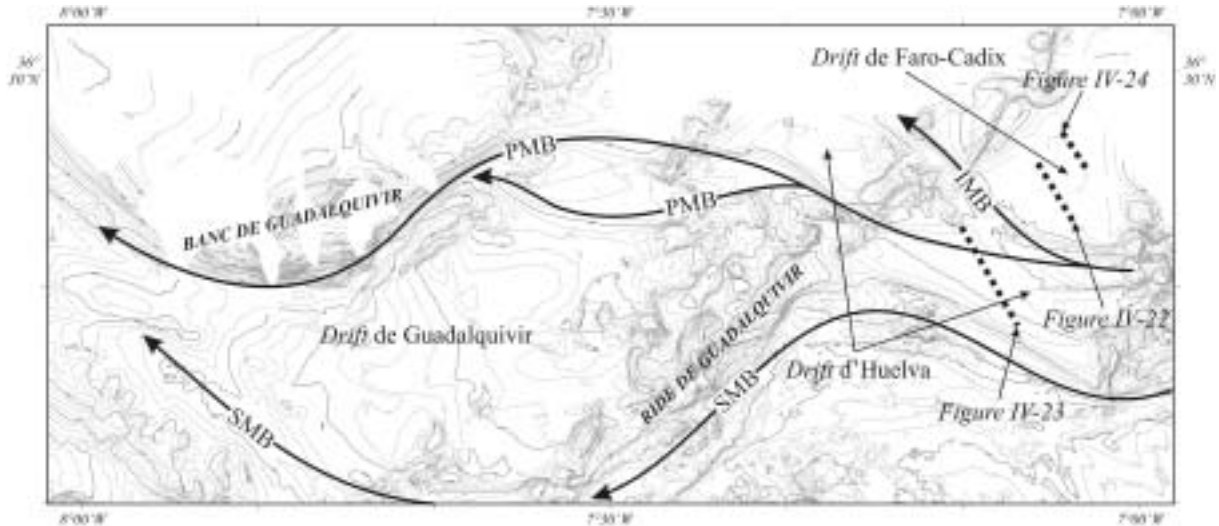 8°00'W 7°30'W 7°00'W
36°
30'N
36°
30'N
Drift de Faro-Cadix
Figure IV-24
PMB
IMB
PMB
BANC DE GUADALQUIVIR
Drift de Guadalquivir
RIDE DE GUADALQUIVIR
Figure IV-22
Drift d'Huelva
SMB
SMB
Figure IV-23
8°00'W 7°30'W 7°00'W